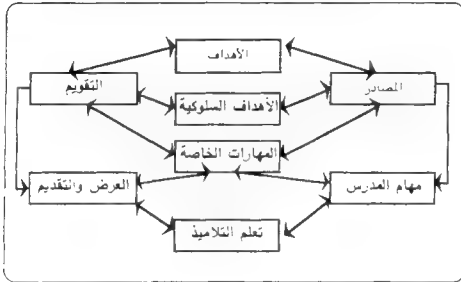 الأهداف
المصادر
التقويم
الأهداف السلوكية
المهارات الخاصة
مهام المدرس
العرض والتقديم
تعلم التلاميذ